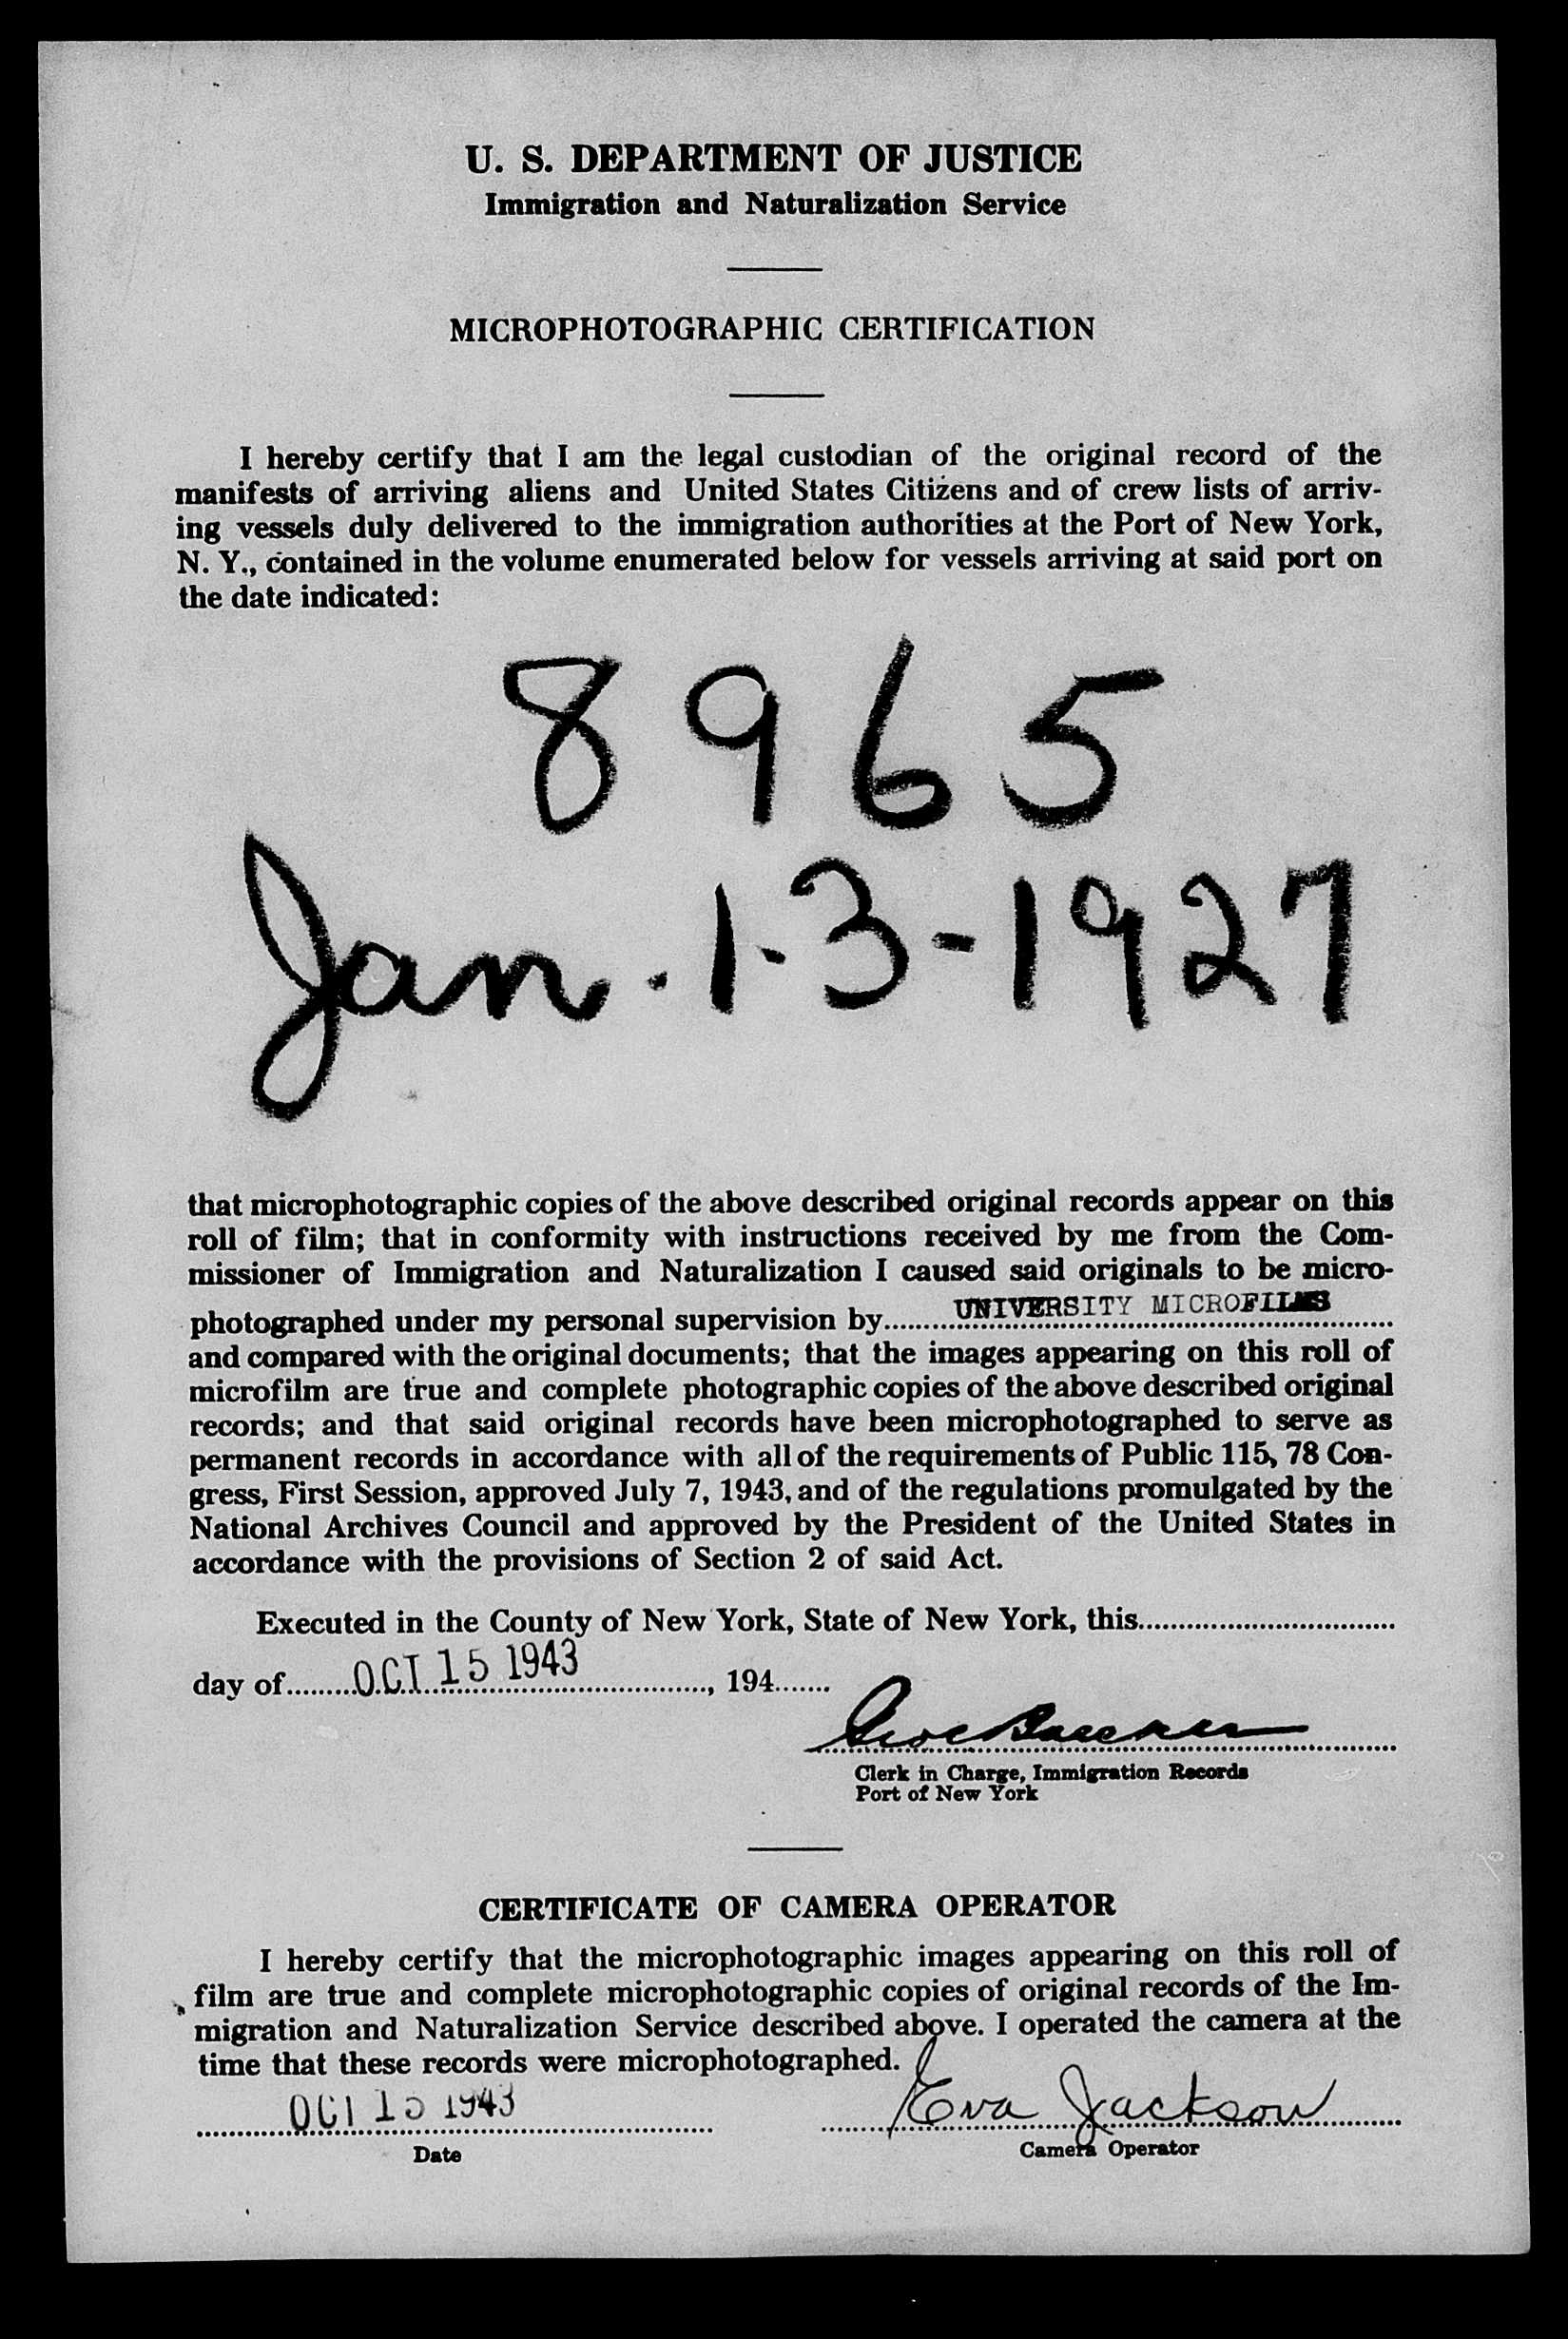 U. S. DEPARTMENT OF JUSTICE
Immigration and Naturalization Service
MICROPHOTOGRAPHIC CERTIFICATION
I hereby certify that I am the legal custodian of the original record of the
manifests of arriving aliens and United States Citizens and of crew lists of arriv-
ing vessels duly delivered to the immigration authorities at the Port of New York,
N. Y., contained in the volume enumerated below for vessels arriving at said port on
the date indicated:
8965
Jan. 1-3-1927
that microphotographic copies of the above described original records appear on this
roll of film; that in conformity with instructions received by me from the Com-
missioner of Immigration and Naturalization I caused said originals to be micro-
photographed under my personal supervision by UNIVERSITY MICROFILMS
and compared with the original documents; that the images appearing on this roll of
microfilm are true and complete photographic copies of the above described original
records; and that said original records have been microphotographed to serve as
permanent records in accordance with all of the requirements of Public 115, 78 Con-
gress, First Session, approved July 7, 1943, and of the regulations promulgated by the
National Archives Council and approved by the President of the United States in
accordance with the provisions of Section 2 of said Act.
Executed in the County of New York, State of New York, this
day of OCT 15 1943, 194
Clerk in Charge, Immigration Records
Port of New York
CERTIFICATE OF CAMERA OPERATOR
I hereby certify that the microphotographic images appearing on this roll of
film are true and complete microphotographic copies of original records of the Im-
migration and Naturalization Service described above. I operated the camera at the
time that these records were microphotographed.
OCT 15 1943 Eva Jackson
Date Camera Operator